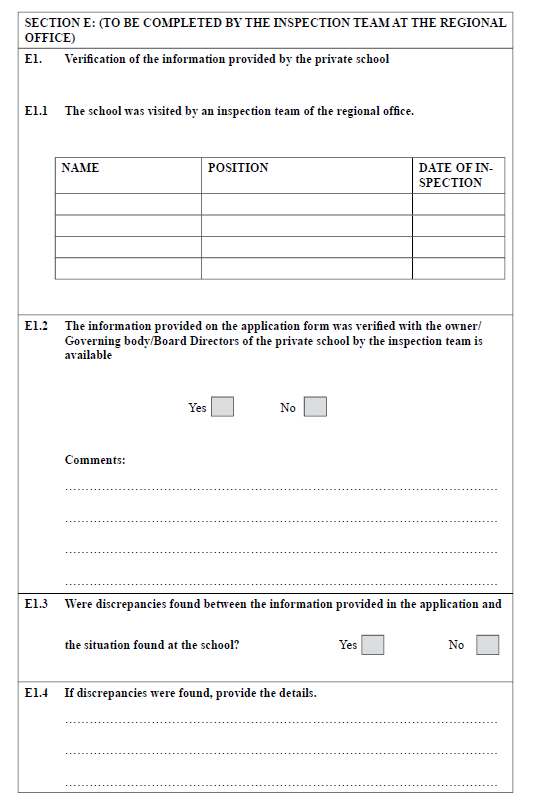 SECTION E: (TO BE COMPLETED BY THE INSPECTION TEAM AT THE REGIONAL
OFFICE)
E1. Verification of the information provided by the private school
E1.1 The school was visited by an inspection team of the regional office.
NAME POSITION DATE OF IN-
SPECTION
E1.2 The information provided on the application form was verified with the owner/
Governing body/Board Directors of the private school by the inspection team is
available
Yes No
Comments:
E1.3 Were discrepancies found between the information provided in the application and
the situation found at the school? Yes No
E1.4 If discrepancies were found, provide the details.